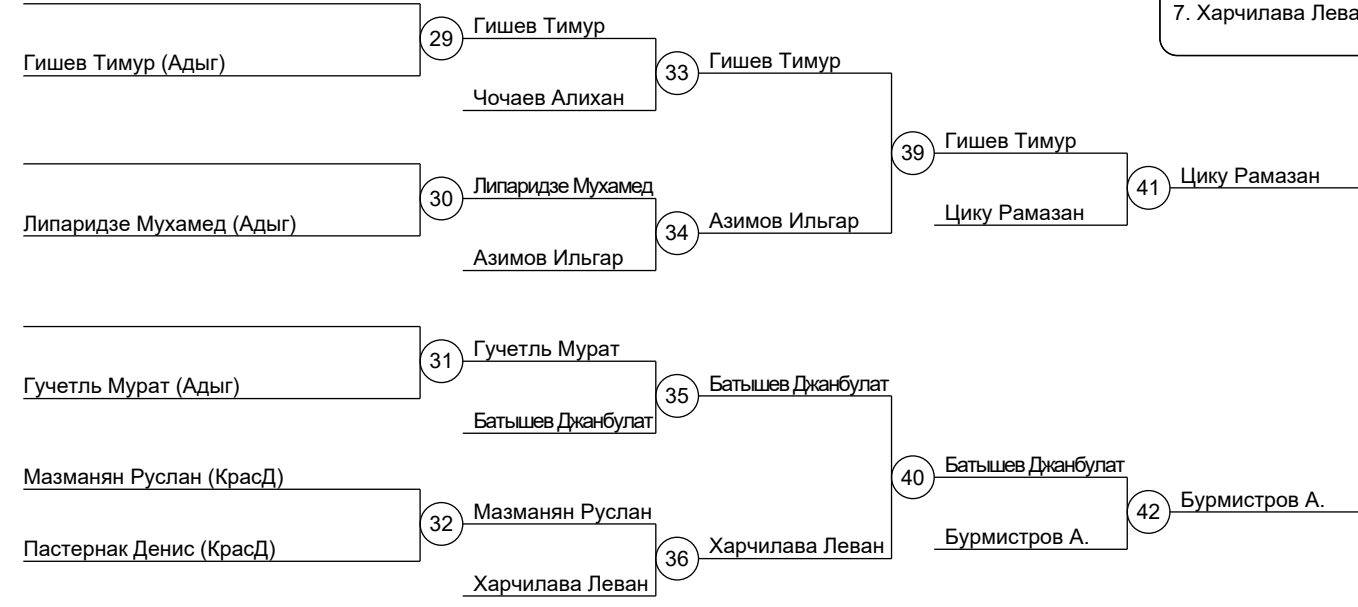 7. Харчилава Лева
Гишев Тимур
29
Гишев Тимур (Адыг)
Гишев Тимур
33
Чочаев Алихан
Гишев Тимур
39
Липаридзе Мухамед
30
Цику Рамазан
41
Липаридзе Мухамед (Адыг)
Азимов Ильгар
34
Цику Рамазан
Азимов Ильгар
Гучетль Мурат
31
Гучетль Мурат (Адыг)
Батышев Джанбулат
35
Батышев Джанбулат
Батышев Джанбулат
40
Мазманян Руслан (КрасД)
Бурмистров А.
42
Мазманян Руслан
32
Пастернак Денис (КрасД)
Харчилава Леван
36
Бурмистров А.
Харчилава Леван